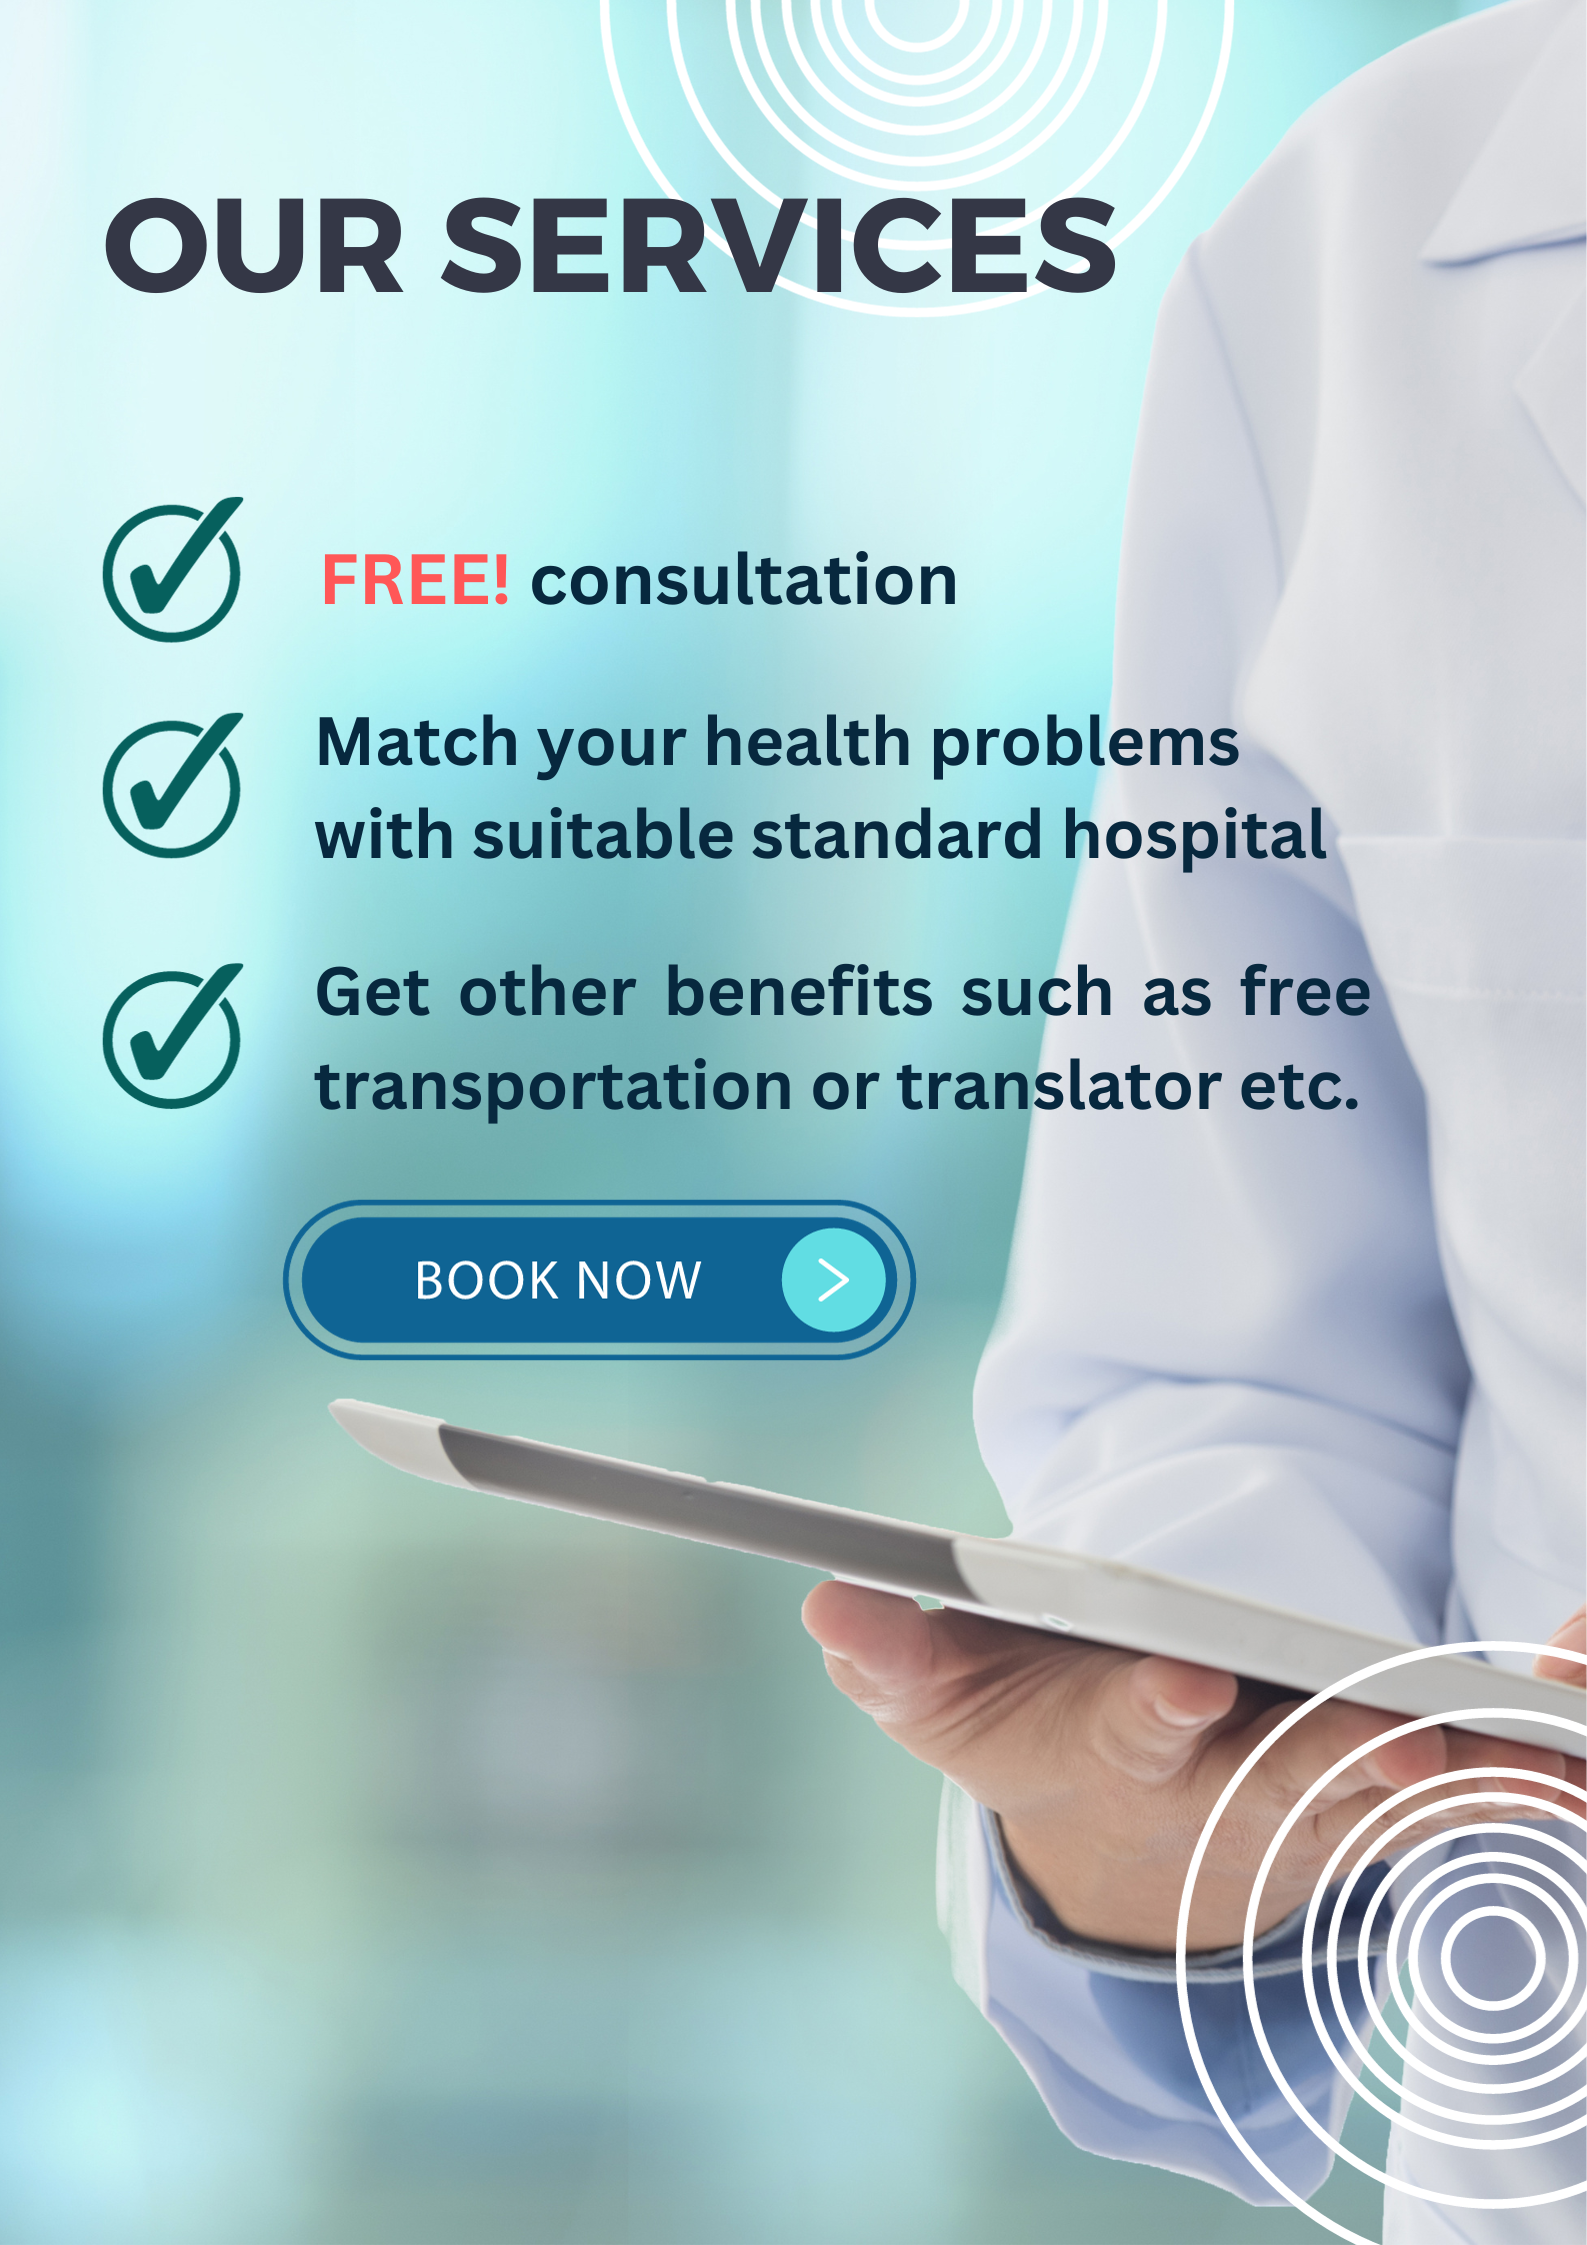 OUR SERVICES
FREE! consultation
Match your health problems
with suitable standard hospital
Get other benefits such as free
transportation or translator etc.
BOOK NOW